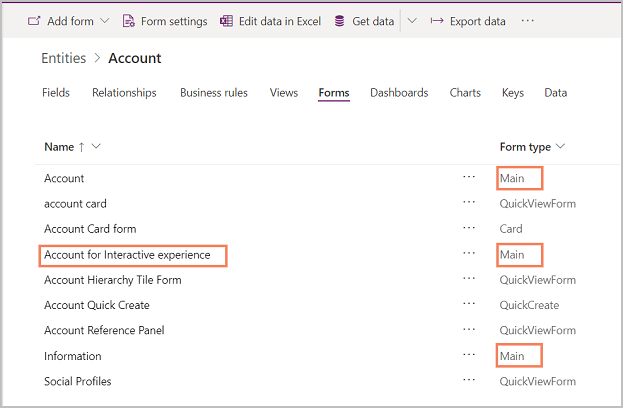 Add form Form settings Edit data in Excel Get data Export data ...
Entities > Account
Fields Relationships Business rules Views Forms Dashboards Charts Keys Data
Name ↑ Form type
Account ... Main
account card ... QuickViewForm
Account Card form ... Card
Account for Interactive experience ... Main
Account Hierarchy Tile Form ... QuickViewForm
Account Quick Create ... QuickCreate
Account Reference Panel ... QuickViewForm
Information ... Main
Social Profiles ... QuickViewForm